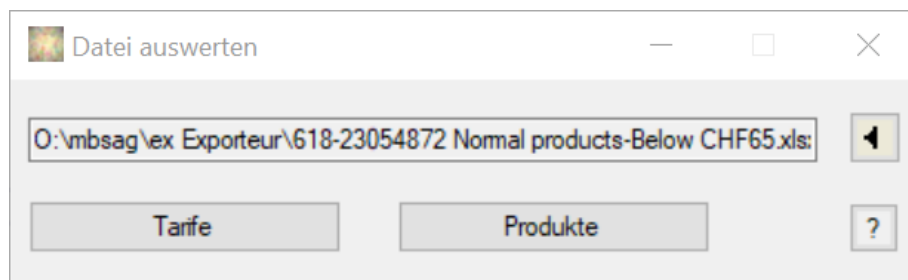 Datei auswerten
O:\mbsag\ex Exporteur\618-23054872 Normal products-Below CHF65.xls
Tarife Produkte ?